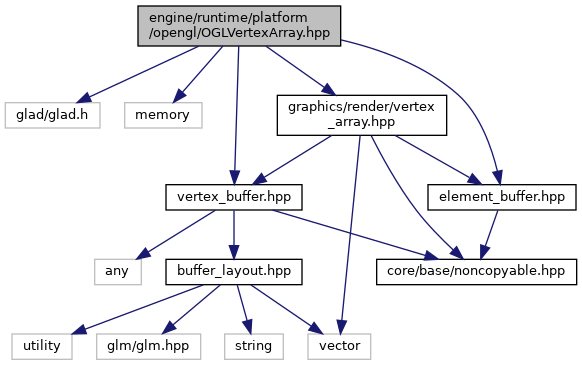 engine/runtime/platform
/opengl/OGLVertexArray.hpp
glad/glad.h
memory
graphics/render/vertex
_array.hpp
vertex_buffer.hpp
element_buffer.hpp
any
buffer_layout.hpp
core/base/noncopyable.hpp
utility
glm/glm.hpp
string
vector